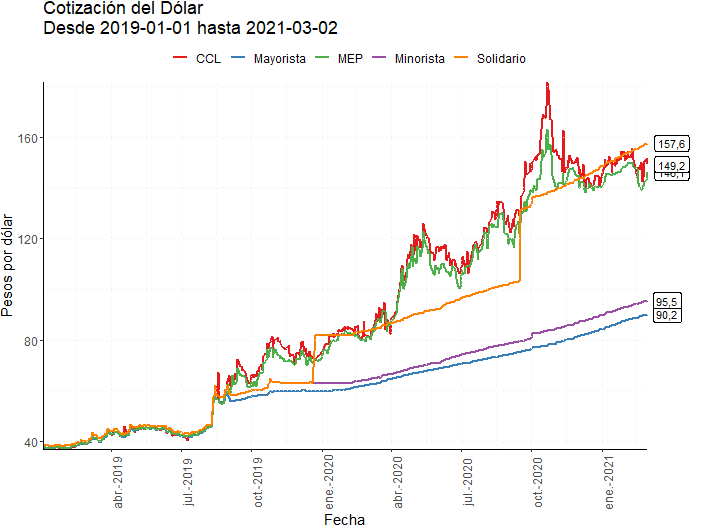 Cotización del Dólar
Desde 2019-01-01 hasta 2021-03-02
CCL Mayorista MEP Minorista Solidario
Pesos por dólar
160
120
80
40
157,6
149,2
95,5
90,2
abr.-2019
jul.-2019
oct.-2019
ene.-2020
abr.-2020
jul.-2020
oct.-2020
ene.-2021
Fecha